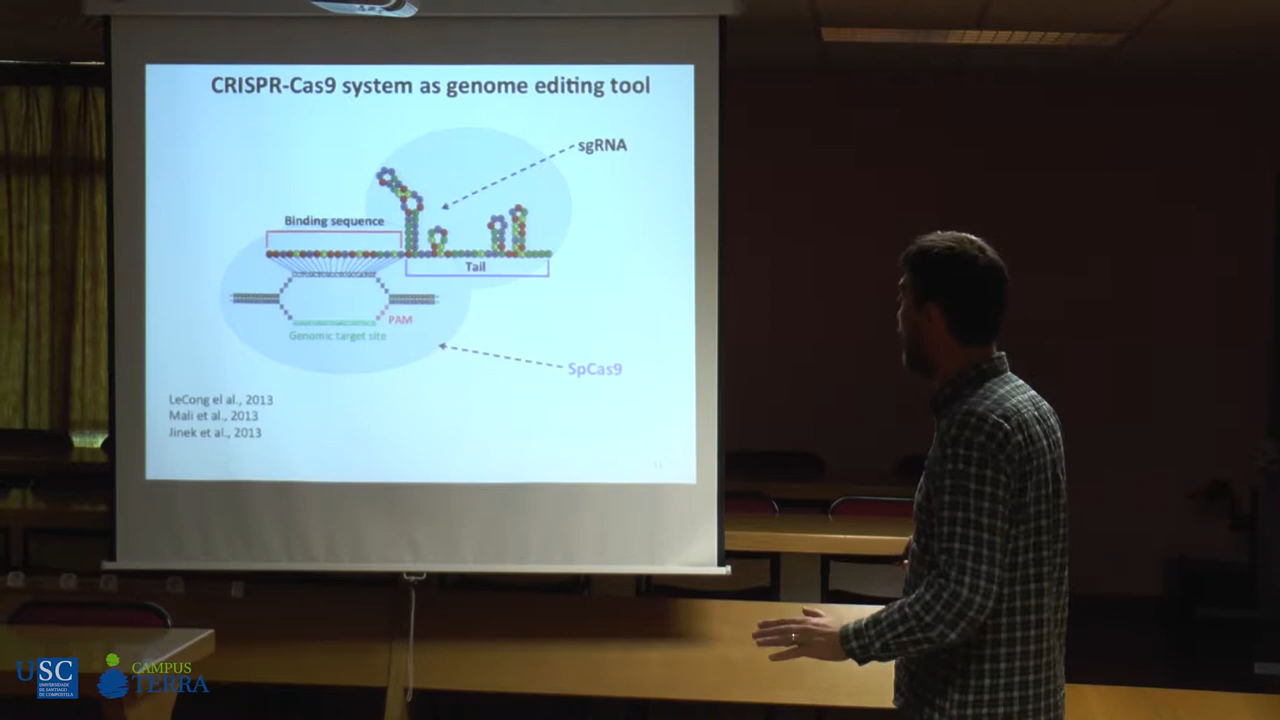 CRISPR-Cas9 system as genome editing tool
sgRNA
Binding sequence
Tail
PAM
Genomic target site
SpCas9
LeCong el al., 2013
Mali et al., 2013
Jinek et al., 2013
USC
UNIVERSIDADE
DE SANTIAGO
DE COMPOSTELA
CAMPUS
TERRA